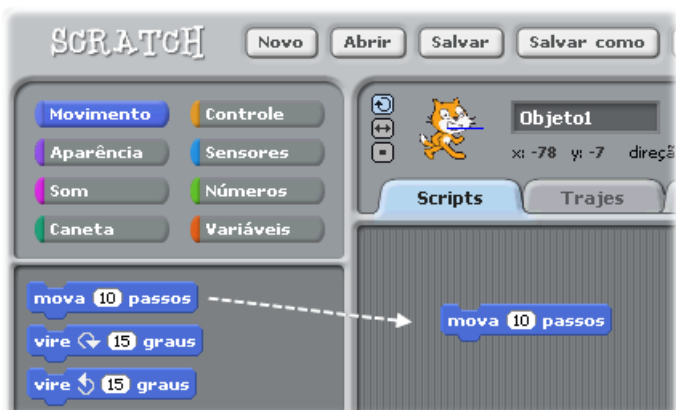 SCRATCH Novo Abrir Salvar Salvar como
Movimento Controle
Aparência Sensores
Som Números
Caneta Variáveis
Objeto1
x: -78 y: -7
Scripts Trajes
mova 10 passos
vire 15 graus
vire 15 graus
mova 10 passos